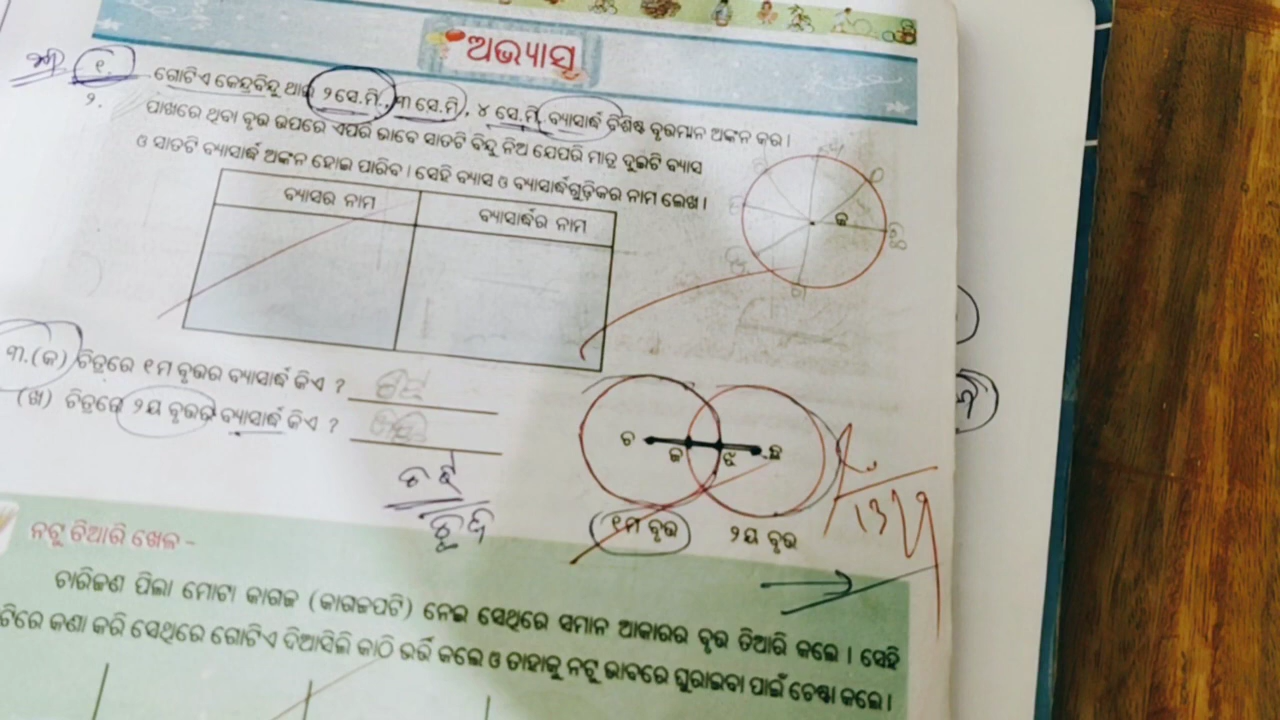 ଅଭ୍ୟାସ
୧. ଗୋଟିଏ କେନ୍ଦ୍ରବିନ୍ଦୁ ଥାଇ ୨ସେ.ମି., ୩ ସେ.ମି, ୪ ସେ.ମି ବ୍ୟାସାର୍ଦ୍ଧ ବିଶିଷ୍ଟ ବୃତ୍ତମାନ ଅଙ୍କନ କର ।
୨. ପାଖରେ ଥିବା ବୃତ୍ତ ଉପରେ ଏପରି ଭାବେ ସାତଟି ବିନ୍ଦୁ ନିଅ ଯେପରି ମାତ୍ର ଦୁଇଟି ବ୍ୟାସ
ଓ ସାତଟି ବ୍ୟାସାର୍ଦ୍ଧ ଅଙ୍କନ ହୋଇ ପାରିବ । ସେହି ବ୍ୟାସ ଓ ବ୍ୟାସାର୍ଦ୍ଧଗୁଡ଼ିକର ନାମ ଲେଖ ।
ବ୍ୟାସର ନାମ ବ୍ୟାସାର୍ଦ୍ଧର ନାମ
କ
୩.(କ) ଚିତ୍ରରେ ୧ମ ବୃତ୍ତର ବ୍ୟାସାର୍ଦ୍ଧ କିଏ ?
(ଖ) ଚିତ୍ରରେ ୨ୟ ବୃତ୍ତର ବ୍ୟାସାର୍ଦ୍ଧ କିଏ ?
ଚ ଜ ଝ ଛ
୧ମ ବୃତ୍ତ ୨ୟ ବୃତ୍ତ
ନଟୁ ତିଆରି ଖେଳ –
ଚାରିଜଣ ପିଲା ମୋଟା କାଗଜ (କାଗଜପଟି) ନେଇ ସେଥିରେ ସମାନ ଆକାରର ବୃତ୍ତ ତିଆରି କଲେ । ସେହି
ଟିରେ କଣା କରି ସେଥିରେ ଗୋଟିଏ ଦିଆସିଲି କାଠି ଭର୍ତ୍ତି କଲେ ଓ ତାହାକୁ ନଟୁ ଭାବରେ ଘୁରାଇବା ପାଇଁ ଚେଷ୍ଟା କଲେ ।